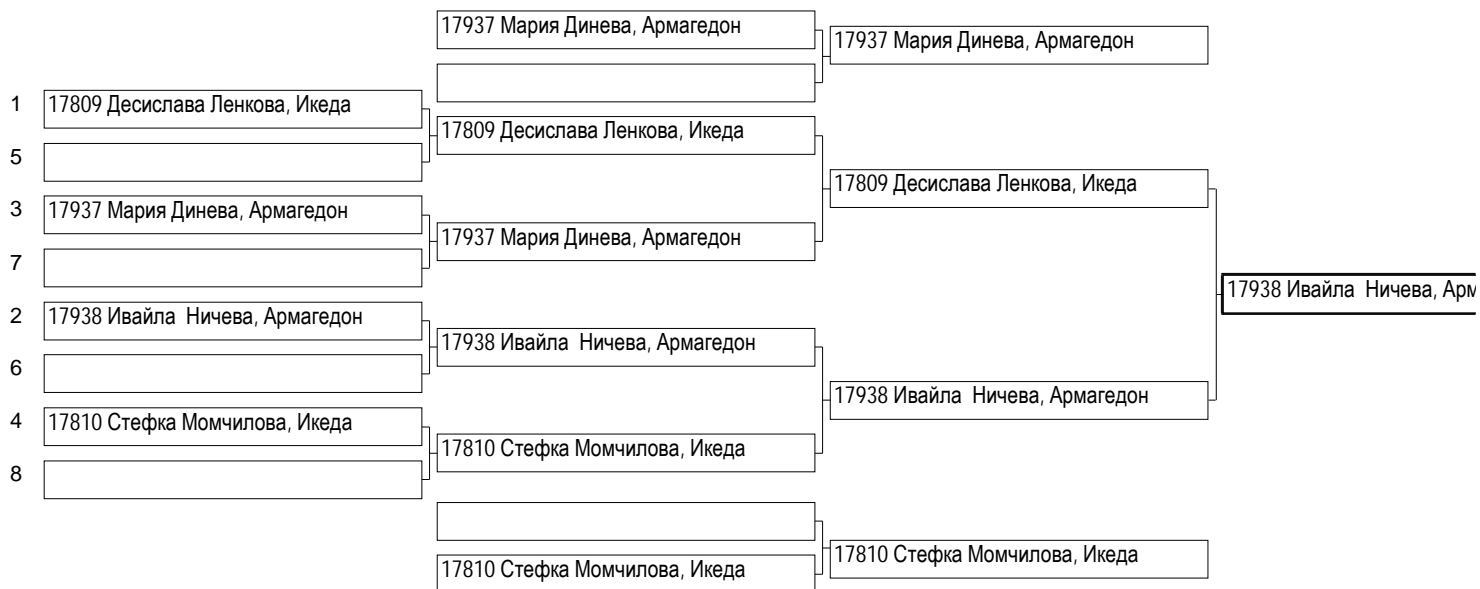 17937 Мария Динева, Армагедон
17937 Мария Динева, Армагедон
1 17809 Десислава Ленкова, Икеда
17809 Десислава Ленкова, Икеда
5
17809 Десислава Ленкова, Икеда
3 17937 Мария Динева, Армагедон
17937 Мария Динева, Армагедон
7
17938 Ивайла  Ничева, Арм
2 17938 Ивайла  Ничева, Армагедон
17938 Ивайла  Ничева, Армагедон
6
17938 Ивайла  Ничева, Армагедон
4 17810 Стефка Момчилова, Икеда
17810 Стефка Момчилова, Икеда
8
17810 Стефка Момчилова, Икеда
17810 Стефка Момчилова, Икеда